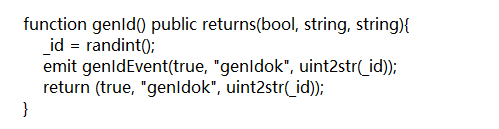 function genId() public returns(bool, string, string){
_id = randint();
emit genIdEvent(true, "genIdok", uint2str(_id));
return (true, "genIdok", uint2str(_id));
}